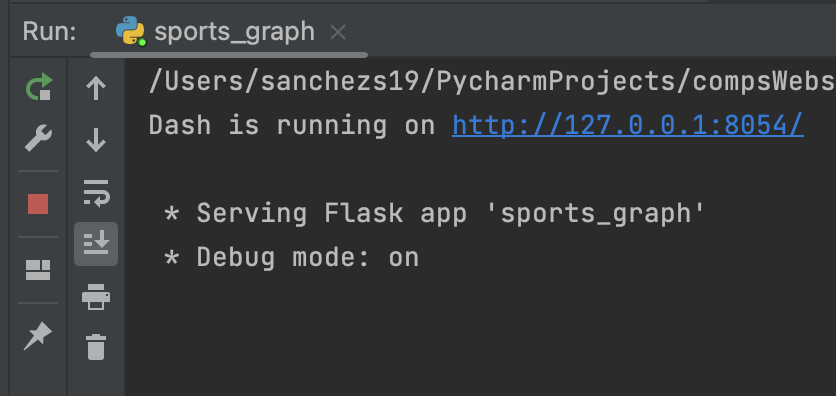 Run: sports_graph
/Users/sanchezs19/PycharmProjects/compsWebs
Dash is running on http://127.0.0.1:8054/
* Serving Flask app 'sports_graph'
* Debug mode: on